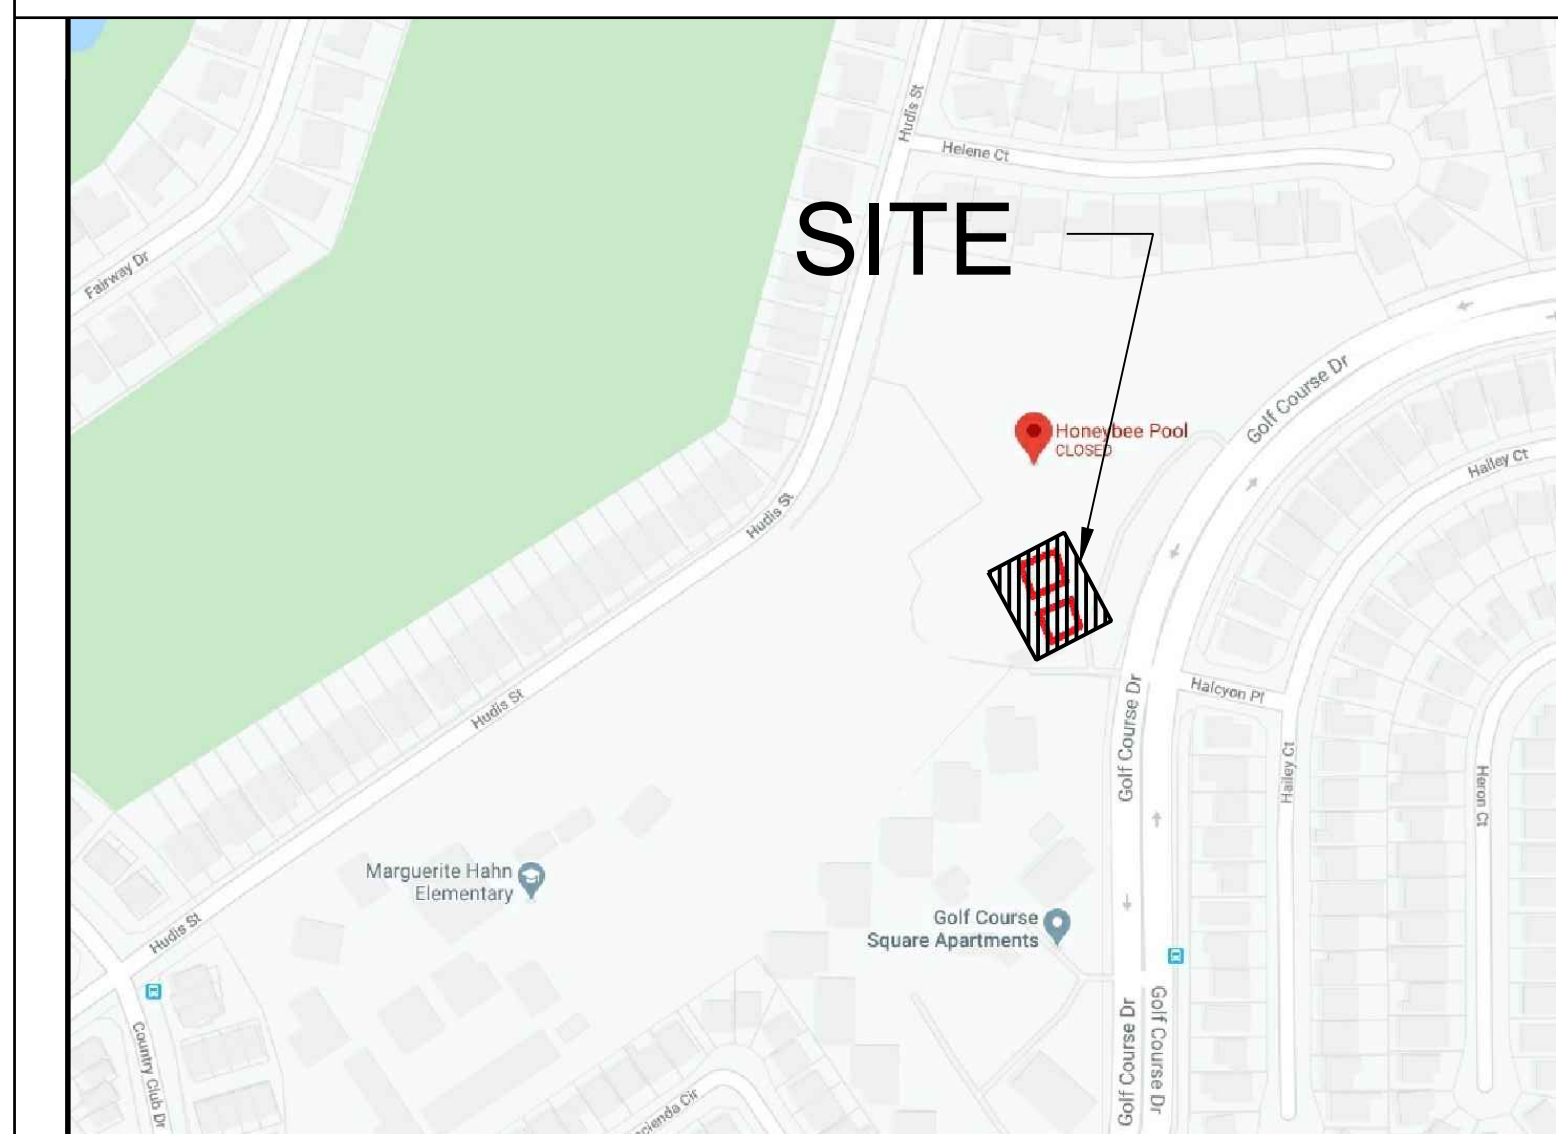 Hudis St
Helene Ct
SITE
Fairway Dr
Golf Course Dr
Honeybee Pool
CLOSED
Hailey Ct
Hudis St
Hudis St
Halcyon Pl
Golf Course Dr
Hailey Ct
Heron Ct
Marguerite Hahn
Elementary
Golf Course
Square Apartments
Hudis St
Country Club Dr
Golf Course Dr
Golf Course Dr
cienda Cir